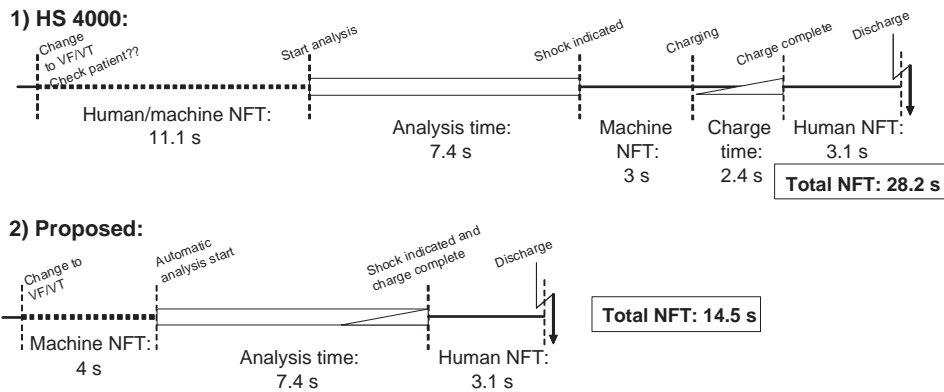 1) HS 4000:
Change
to VF/VT
Check patient??
Start analysis
Shock indicated
Charging
Charge complete
Discharge
Human/machine NFT:
11.1 s
Analysis time:
7.4 s
Machine
NFT:
3 s
Charge
time:
2.4 s
Human NFT:
3.1 s
Total NFT: 28.2 s
2) Proposed:
Change to
VF/VT
Automatic
analysis start
Shock indicated and
charge complete
Discharge
Machine NFT:
4 s
Analysis time:
7.4 s
Human NFT:
3.1 s
Total NFT: 14.5 s